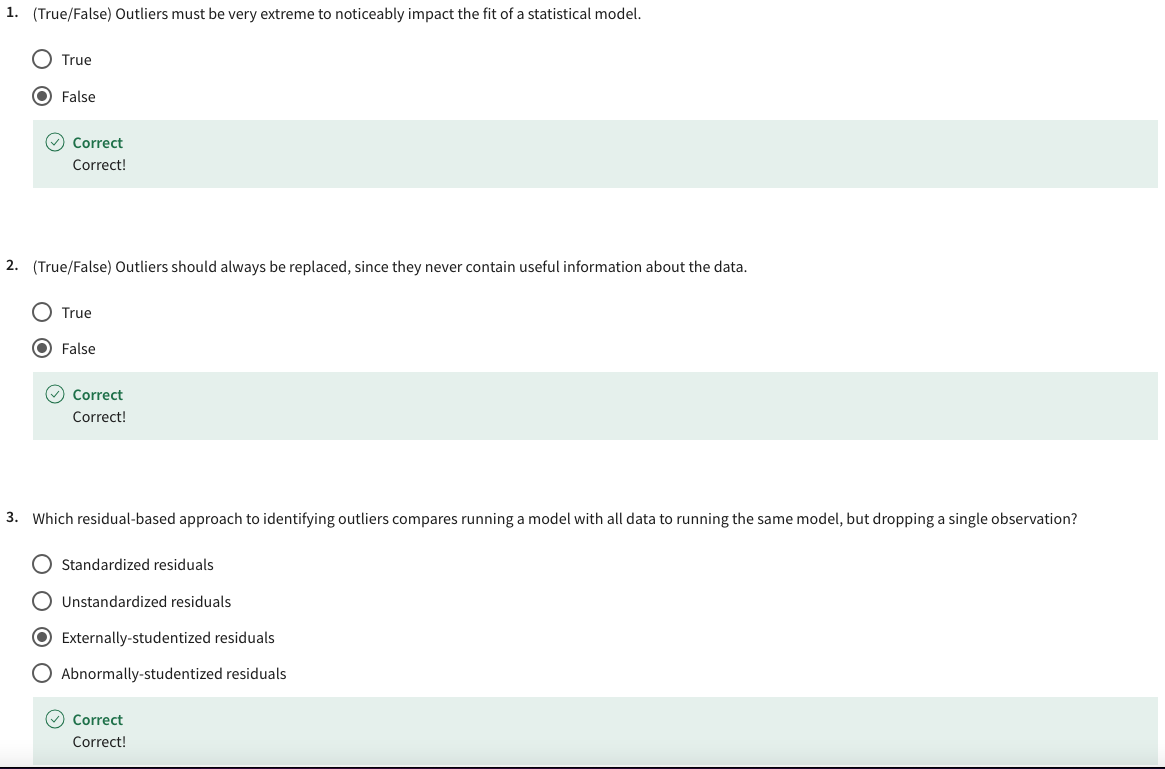 1. (True/False) Outliers must be very extreme to noticeably impact the fit of a statistical model.
True
False
Correct
Correct!
2. (True/False) Outliers should always be replaced, since they never contain useful information about the data.
True
False
Correct
Correct!
3. Which residual-based approach to identifying outliers compares running a model with all data to running the same model, but dropping a single observation?
Standardized residuals
Unstandardized residuals
Externally-studentized residuals
Abnormally-studentized residuals
Correct
Correct!